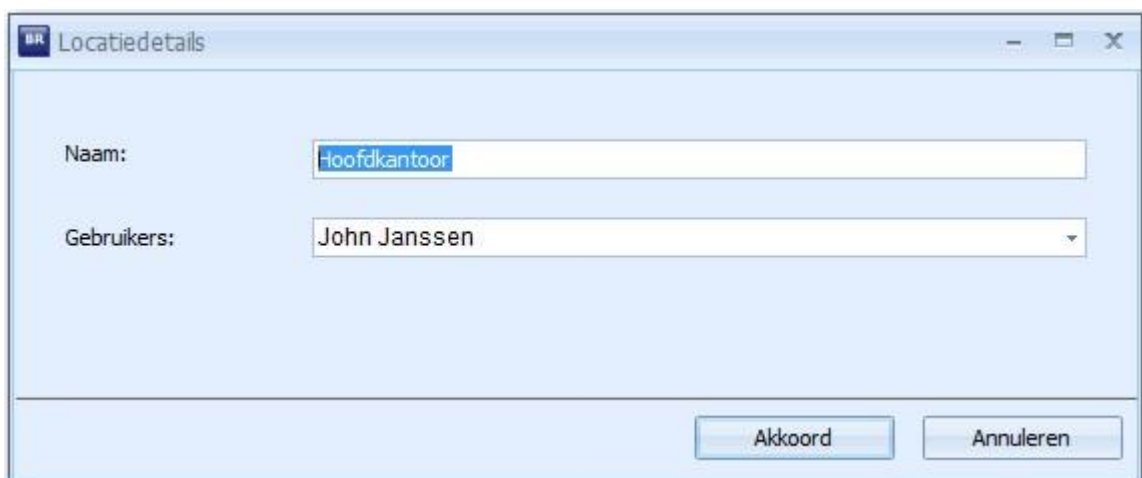 BR Locatiedetails
Naam: Hoofdkantoor
Gebruikers: John Janssen
Akkoord Annuleren